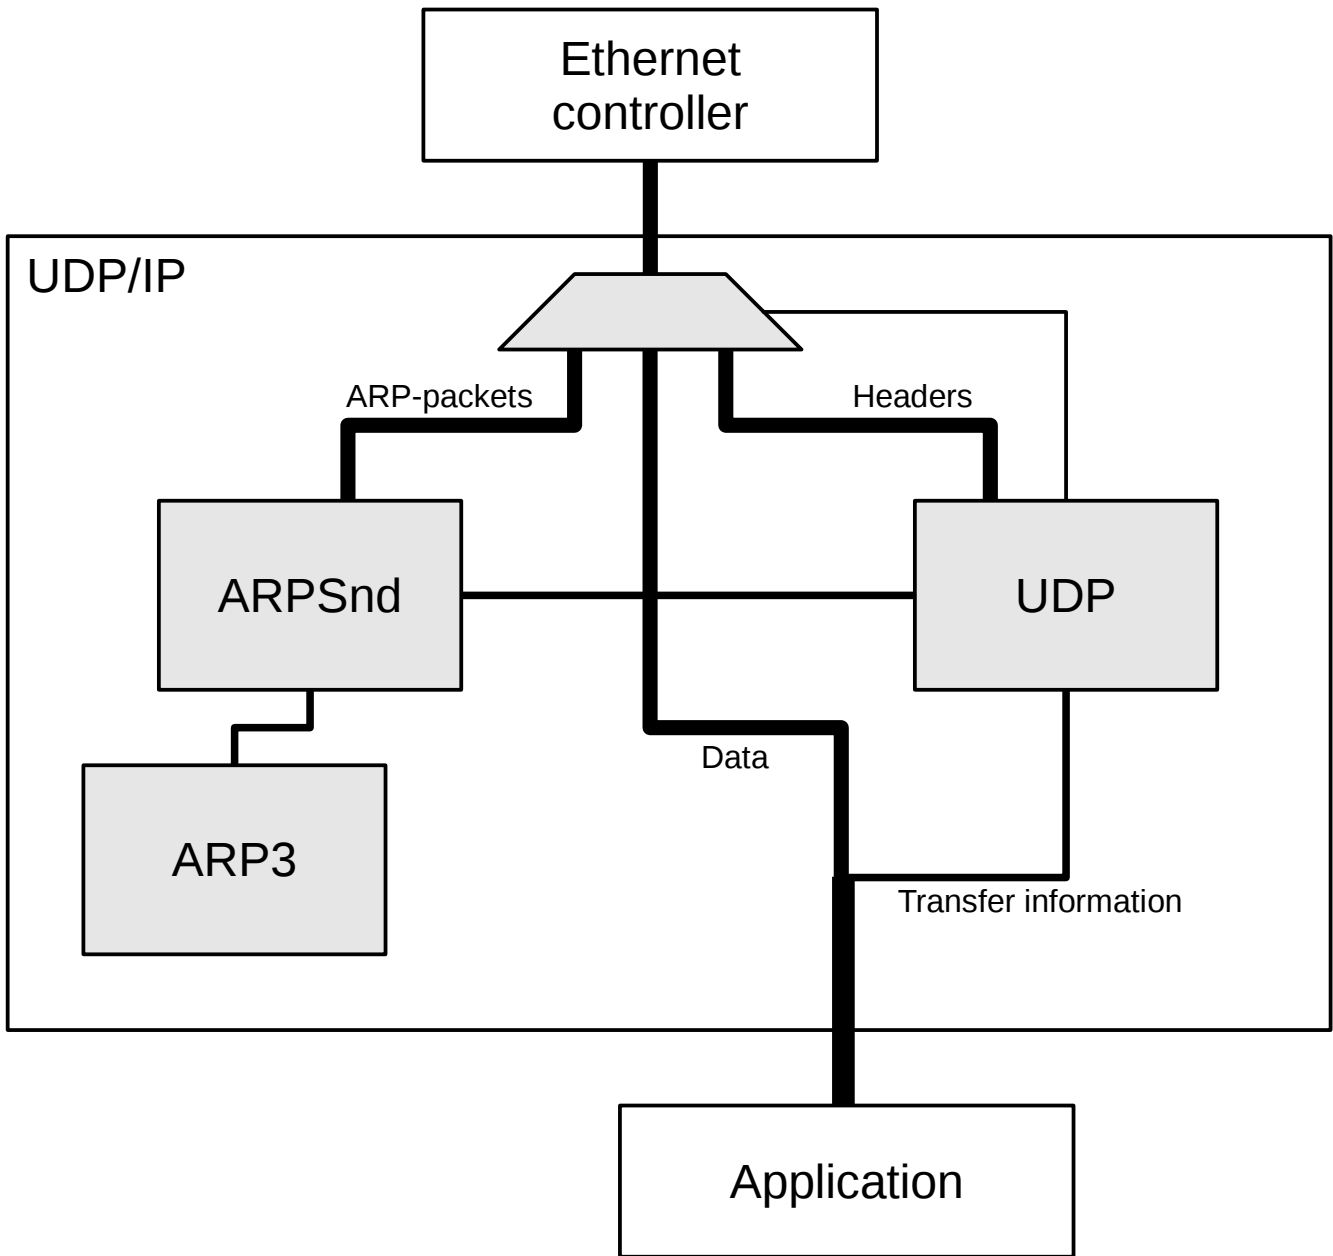 Ethernet
controller
UDP/IP
ARP-packets
Headers
ARPSnd
UDP
Data
ARP3
Transfer information
Application